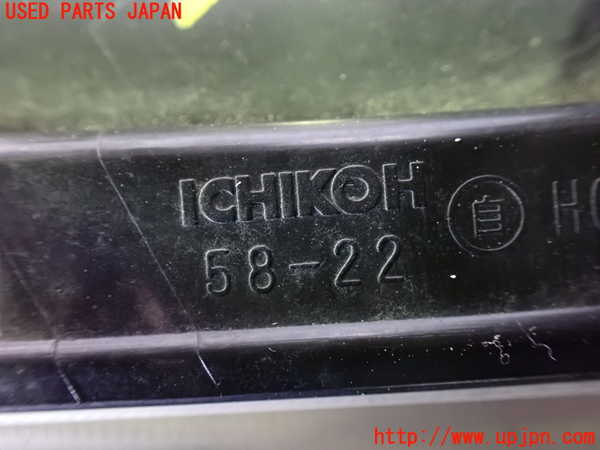 USED PARTS JAPAN
ICHIKOH
自
58-22
http://www.upjpn.com/